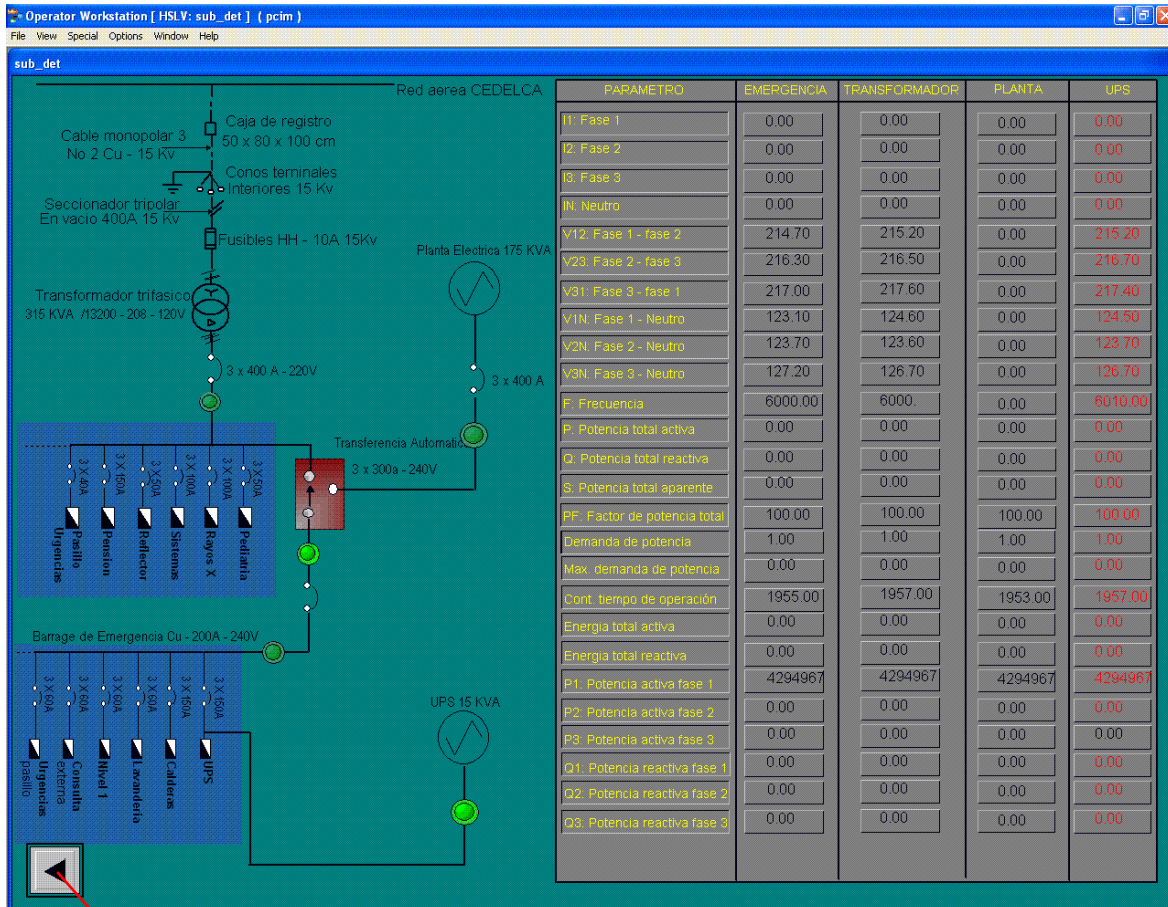 Operator Workstation [ HSLV: sub_det ] ( pcim )
File View Special Options Window Help
sub_det
Red aerea CEDELCA
Caja de registro
50 x 80 x 100 cm
Cable monopolar 3
No 2 Cu - 15 Kv
Conos terninales
Interiores 15 Kv
Seccionador tripolar
En vacio 400A 15 Kv
Fusibles HH - 10A 15Kv
Planta Electrica 175 KVA
Transformador trifasico
315 KVA /13200 - 208 - 120V
3 x 400 A - 220V
3 x 400 A
Transferencia Automatic
3 x 300a - 240V
3 X 40A
3 X 150A
3 X 50A
3 X 100A
3 X 100A
3 X 50A
Pasillo
Urgencias
Pension
Reflector
Sistemas
Rayos X
Pediatria
Barrage de Emergencia Cu - 200A - 240V
3 X 60A
3 X 60A
3 X 60A
3 X 60A
3 X 150A
3 X 150A
Urgencias
pasillo
Consulta
externa
Nivel 1
Lavanderia
Calderas
UPS
UPS 15 KVA
PARAMETRO EMERGENCIA TRANSFORMADOR PLANTA UPS
I1: Fase 1 0.00 0.00 0.00 0.00
I2: Fase 2 0.00 0.00 0.00 0.00
I3: Fase 3 0.00 0.00 0.00 0.00
IN: Neutro 0.00 0.00 0.00 0.00
V12: Fase 1 - fase 2 214.70 215.20 0.00 215.20
V23: Fase 2 - fase 3 216.30 216.50 0.00 216.70
V31: Fase 3 - fase 1 217.00 217.60 0.00 217.40
V1N: Fase 1 - Neutro 123.10 124.60 0.00 124.50
V2N: Fase 2 - Neutro 123.70 123.60 0.00 123.70
V3N: Fase 3 - Neutro 127.20 126.70 0.00 126.70
F: Frecuencia 6000.00 6000. 0.00 6010.00
P: Potencia total activa 0.00 0.00 0.00 0.00
Q: Potencia total reactiva 0.00 0.00 0.00 0.00
S: Potencia total aparente 0.00 0.00 0.00 0.00
PF: Factor de potencia total 100.00 100.00 100.00 100.00
Demanda de potencia 1.00 1.00 1.00 1.00
Max. demanda de potencia 0.00 0.00 0.00 0.00
Cont. tiempo de operación 1955.00 1957.00 1953.00 1957.00
Energia total activa 0.00 0.00 0.00 0.00
Energia total reactiva 0.00 0.00 0.00 0.00
P1: Potencia activa fase 1 4294967 4294967 4294967 4294967
P2: Potencia activa fase 2 0.00 0.00 0.00 0.00
P3: Potencia activa fase 3 0.00 0.00 0.00 0.00
Q1: Potencia reactiva fase 1 0.00 0.00 0.00 0.00
Q2: Potencia reactiva fase 2 0.00 0.00 0.00 0.00
Q3: Potencia reactiva fase 3 0.00 0.00 0.00 0.00